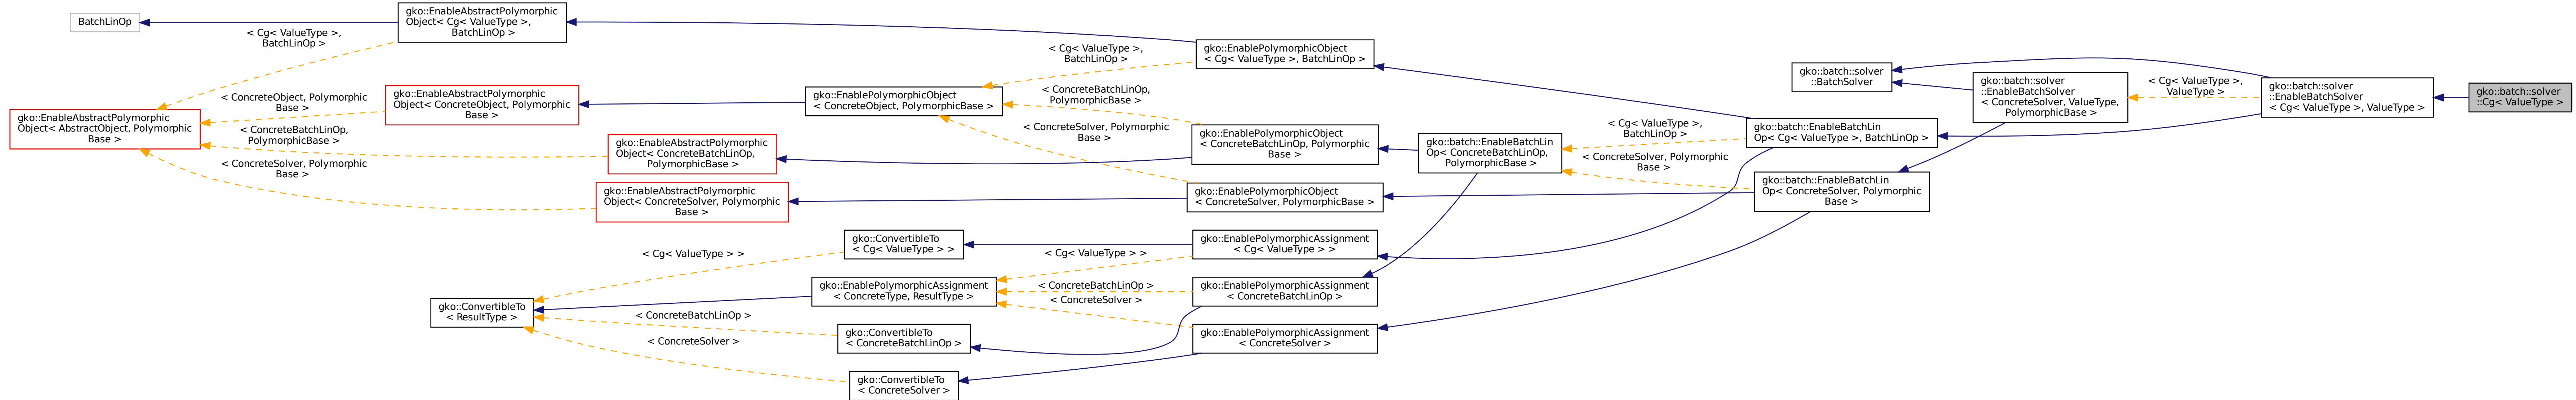 BatchLinOp
gko::EnableAbstractPolymorphic
Object< Cg< ValueType >,
BatchLinOp >
< Cg< ValueType >,
BatchLinOp >
gko::EnableAbstractPolymorphic
Object< AbstractObject, Polymorphic
Base >
< ConcreteObject, Polymorphic
Base >
< ConcreteBatchLinOp,
PolymorphicBase >
< ConcreteSolver, Polymorphic
Base >
gko::EnableAbstractPolymorphic
Object< ConcreteObject, Polymorphic
Base >
gko::EnableAbstractPolymorphic
Object< ConcreteBatchLinOp,
PolymorphicBase >
gko::EnableAbstractPolymorphic
Object< ConcreteSolver, Polymorphic
Base >
gko::EnablePolymorphicObject
< ConcreteObject, PolymorphicBase >
< Cg< ValueType >,
BatchLinOp >
< ConcreteBatchLinOp,
PolymorphicBase >
< ConcreteSolver, Polymorphic
Base >
gko::EnablePolymorphicObject
< Cg< ValueType >, BatchLinOp >
gko::EnablePolymorphicObject
< ConcreteBatchLinOp, Polymorphic
Base >
gko::EnablePolymorphicObject
< ConcreteSolver, PolymorphicBase >
gko::batch::EnableBatchLin
Op< ConcreteBatchLinOp,
PolymorphicBase >
< Cg< ValueType >,
BatchLinOp >
< ConcreteSolver, Polymorphic
Base >
gko::batch::solver
::BatchSolver
gko::batch::EnableBatchLin
Op< Cg< ValueType >, BatchLinOp >
gko::batch::EnableBatchLin
Op< ConcreteSolver, Polymorphic
Base >
gko::batch::solver
::EnableBatchSolver
< ConcreteSolver, ValueType,
PolymorphicBase >
< Cg< ValueType >,
ValueType >
gko::batch::solver
::EnableBatchSolver
< Cg< ValueType >, ValueType >
gko::batch::solver
::Cg< ValueType >
gko::ConvertibleTo
< ResultType >
< Cg< ValueType > >
< ConcreteBatchLinOp >
< ConcreteSolver >
gko::ConvertibleTo
< Cg< ValueType > >
gko::EnablePolymorphicAssignment
< ConcreteType, ResultType >
gko::ConvertibleTo
< ConcreteBatchLinOp >
gko::ConvertibleTo
< ConcreteSolver >
< Cg< ValueType > >
< ConcreteBatchLinOp >
< ConcreteSolver >
gko::EnablePolymorphicAssignment
< Cg< ValueType > >
gko::EnablePolymorphicAssignment
< ConcreteBatchLinOp >
gko::EnablePolymorphicAssignment
< ConcreteSolver >